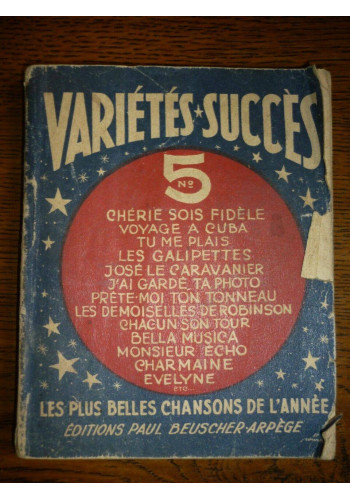 VARIÉTÉS★SUCCÈS
5
No
CHÉRIE SOIS FIDÈLE
VOYAGE A CUBA
TU ME PLAIS
LES GALIPETTES
JOSÉ LE CARAVANIER
J'AI GARDÉ TA PHOTO
PRÊTE-MOI TON TONNEAU
LES DEMOISELLES DE ROBINSON
CHACUN SON TOUR
BELLA MUSICA
MONSIEUR ÉCHO
CHARMAINE
EVELYNE
ETC...
LES PLUS BELLES CHANSONS DE L'ANNÉE
ÉDITIONS PAUL BEUSCHER-ARPÈGE